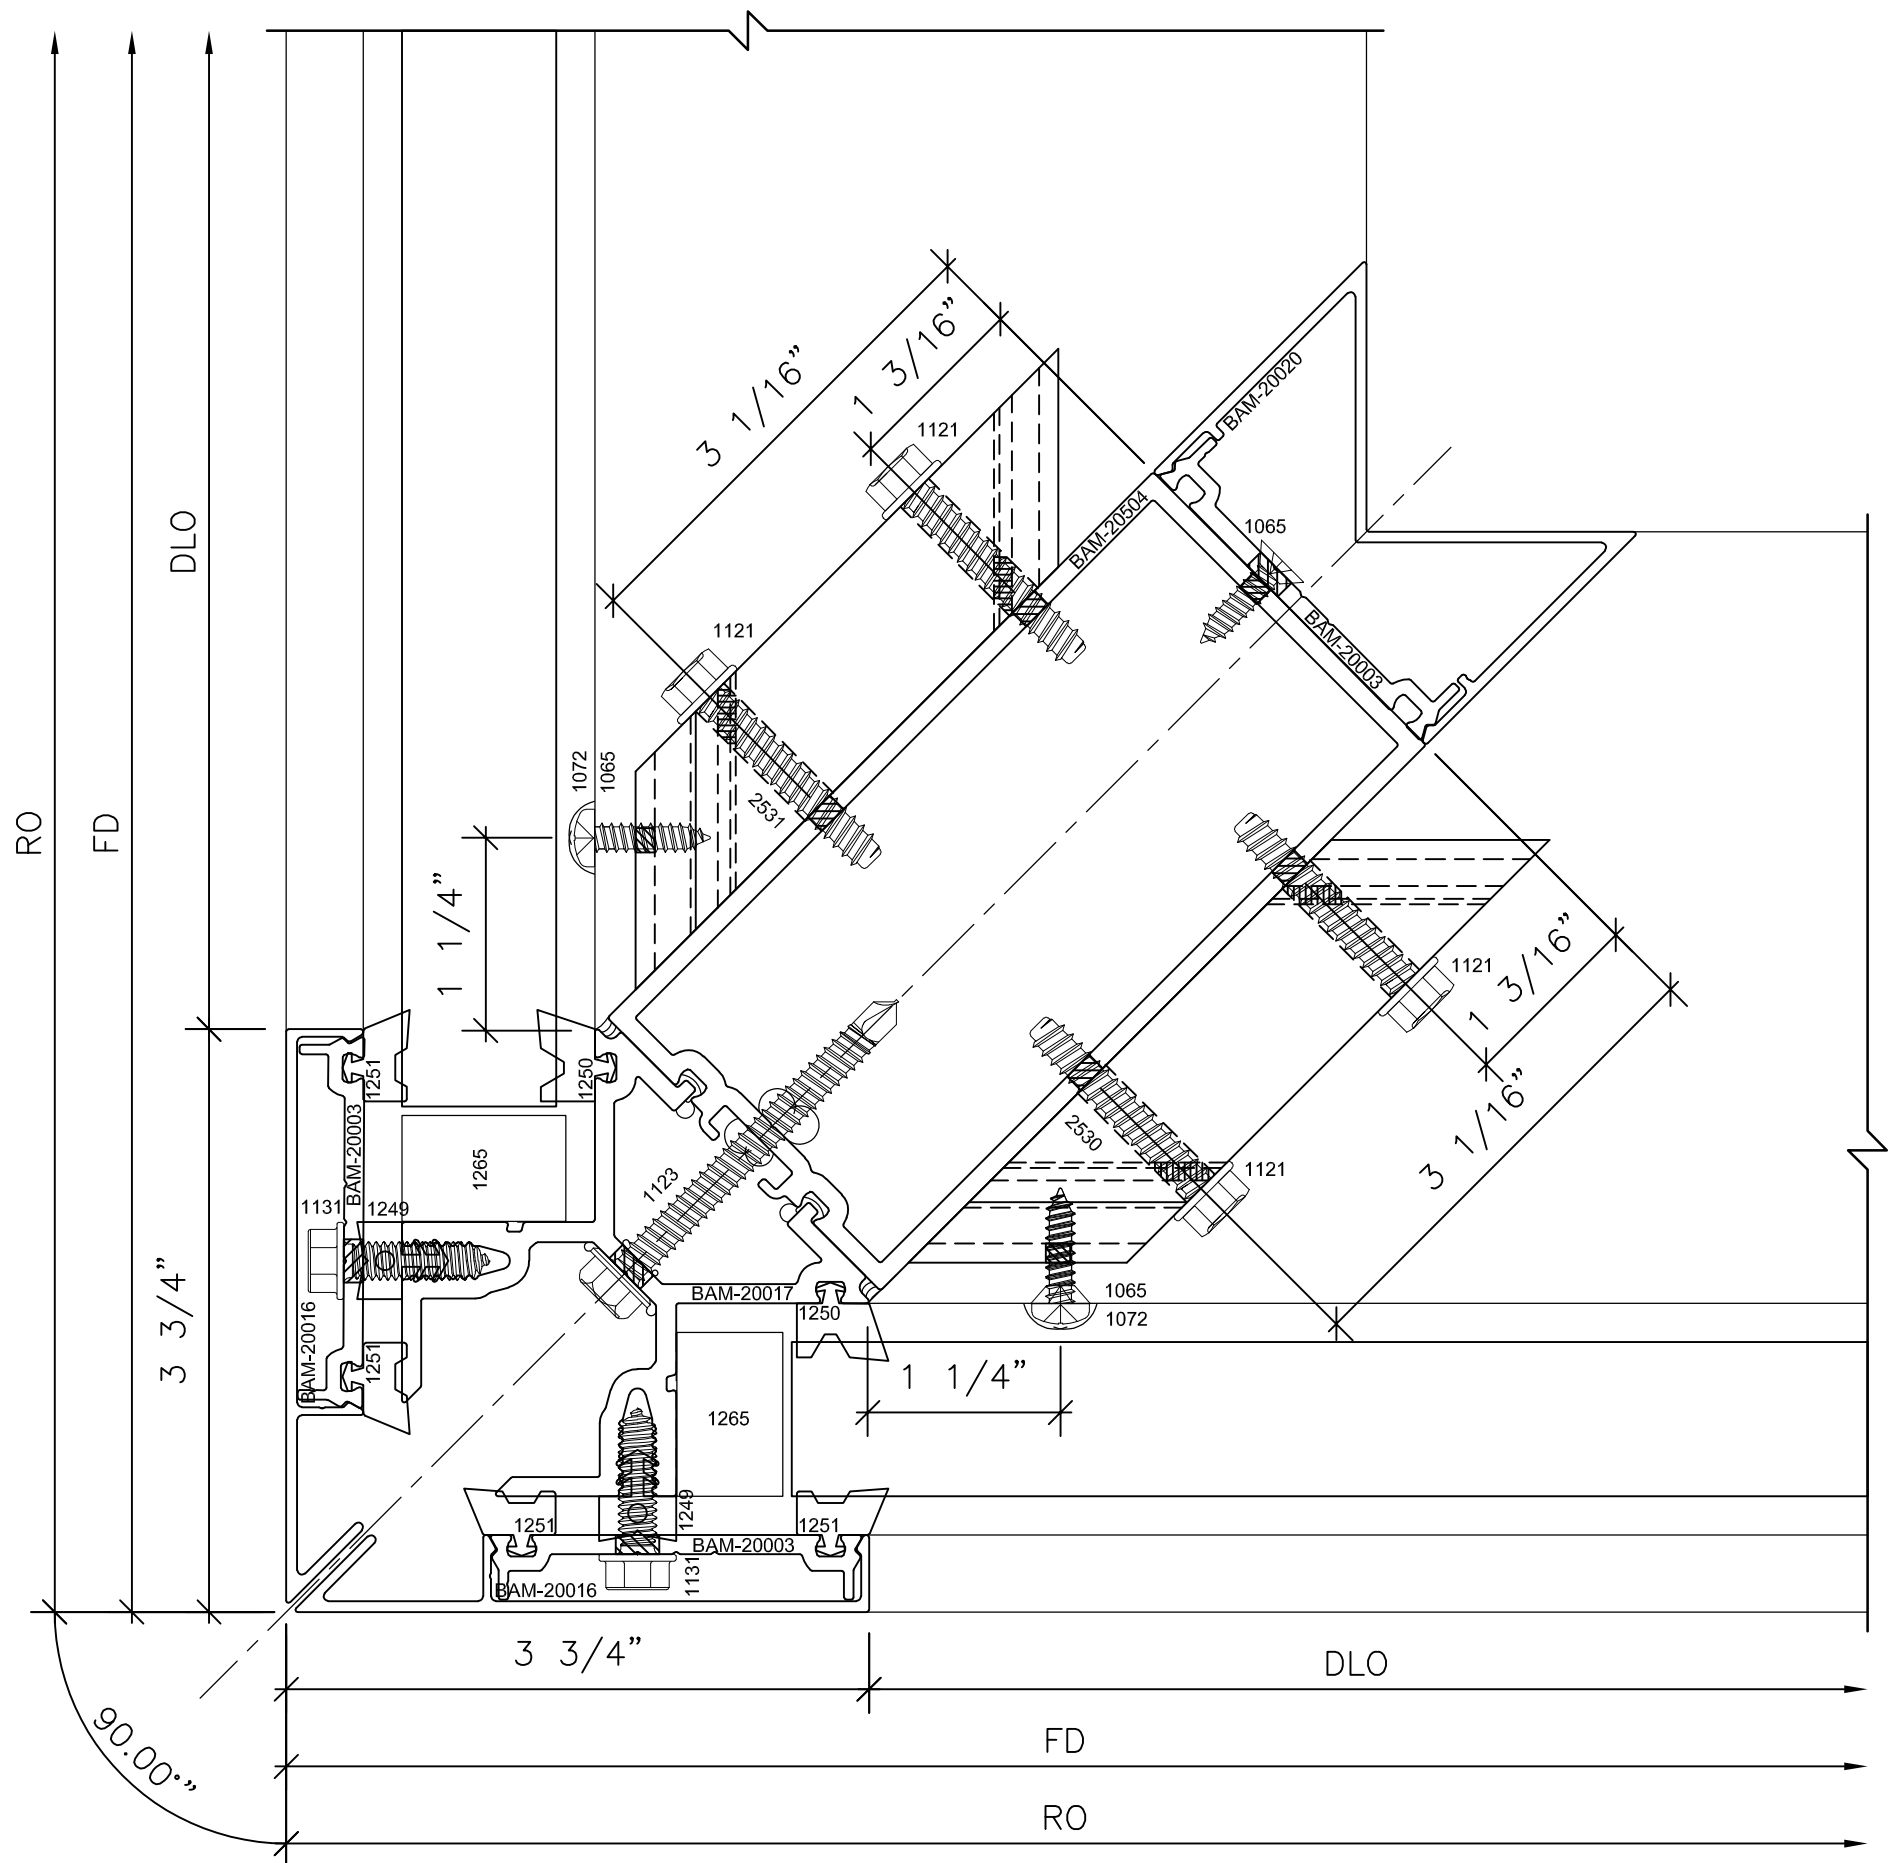 BAM-20020
3 1/16”
1 3/16”
1121
BAM-20504
DLO
1065
1121
BAM-20003
1072
1065
2531
RO
FD
1 1/4”
1 3/16”
1121
3 1/16”
1251
1250
BAM-20003
1265
1123
2530
1121
1131
1249
3 3/4”
BAM-20016
1251
BAM-20017
1250
1065
1072
1 1/4”
1265
1249
1251
1251
BAM-20003
1131
BAM-20016
3 3/4”
DLO
90.00°”
FD
RO